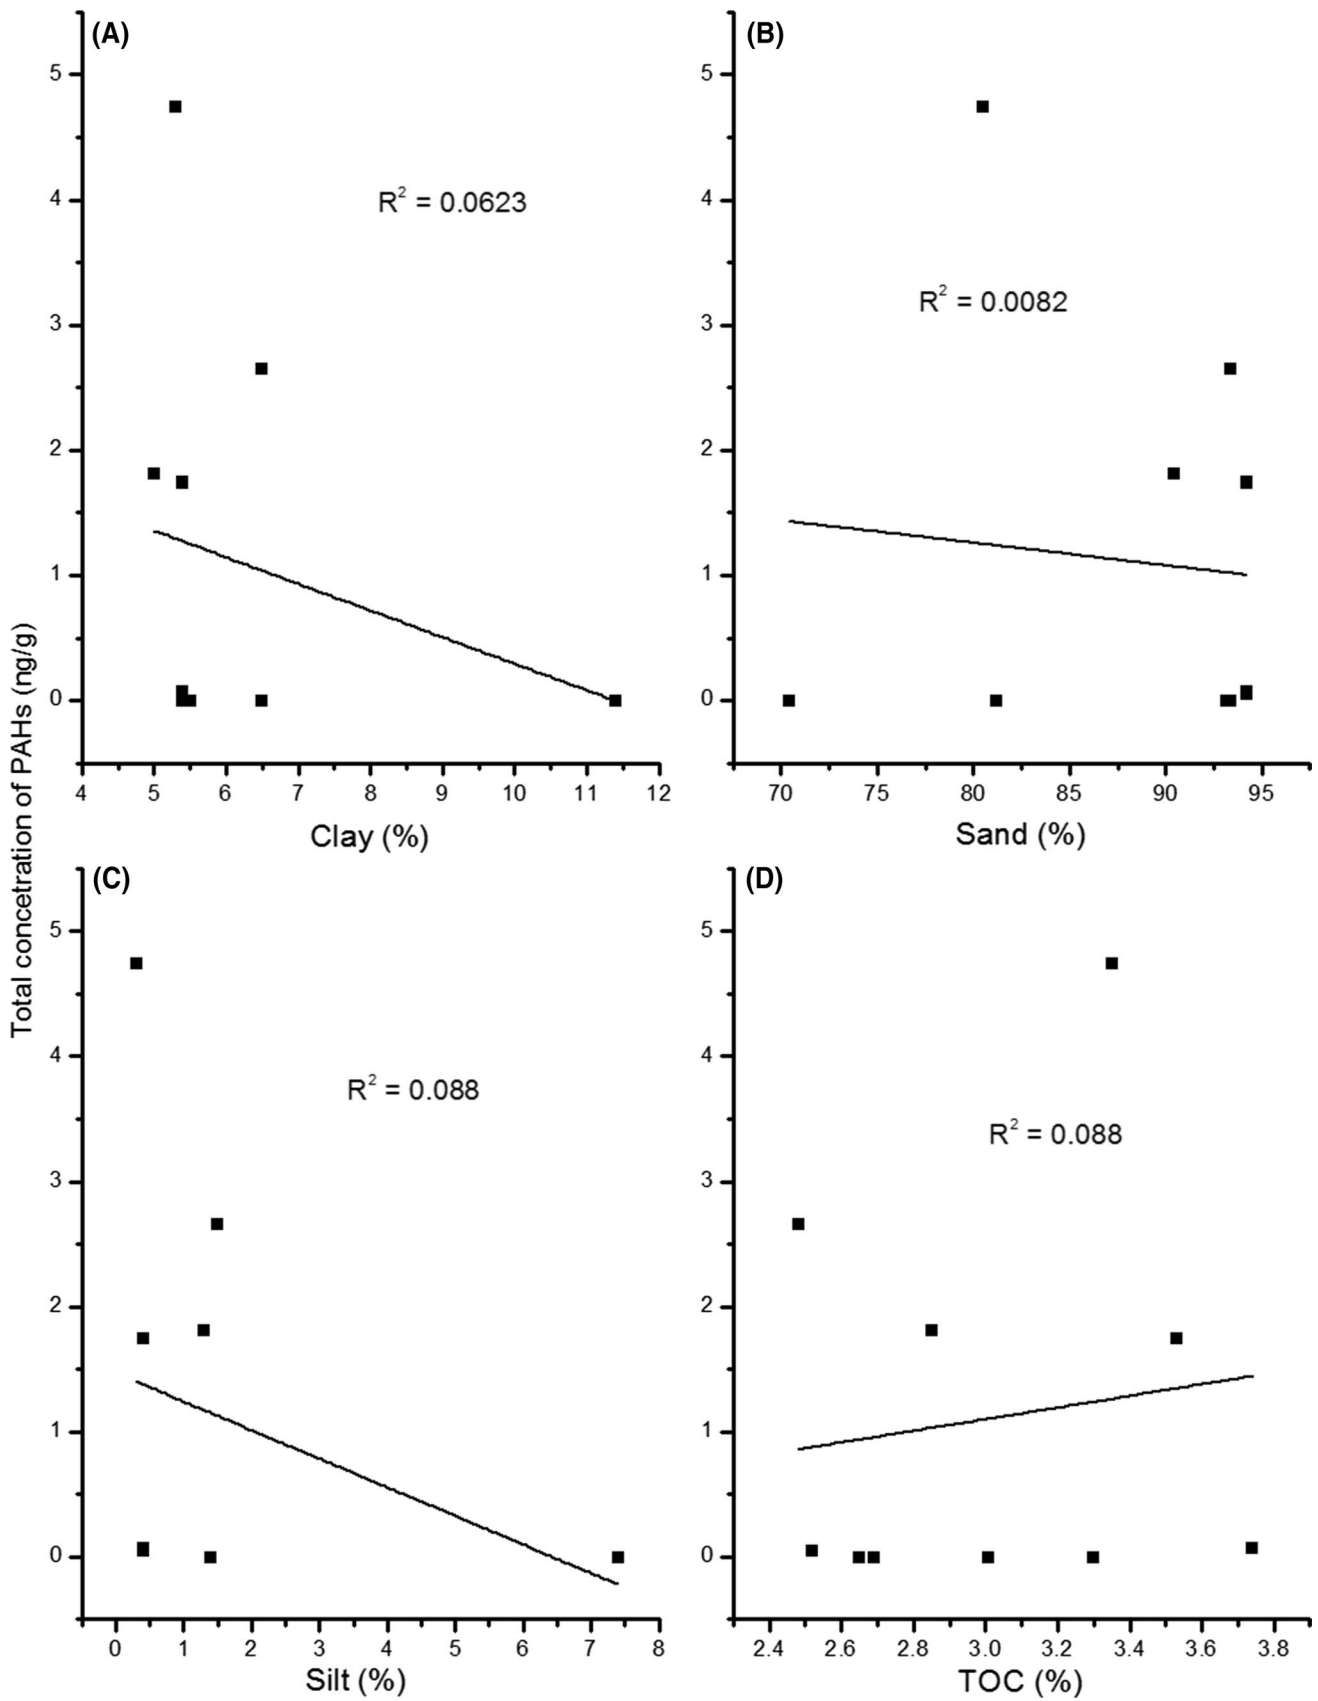 Total concetration of PAHs (ng/g)
(A)
R² = 0.0623
5
4
3
2
1
0
4 5 6 7 8 9 10 11 12
Clay (%)
(B)
R² = 0.0082
5
4
3
2
1
0
70 75 80 85 90 95
Sand (%)
(C)
R² = 0.088
5
4
3
2
1
0
0 1 2 3 4 5 6 7 8
Silt (%)
(D)
R² = 0.088
5
4
3
2
1
0
2.4 2.6 2.8 3.0 3.2 3.4 3.6 3.8
TOC (%)